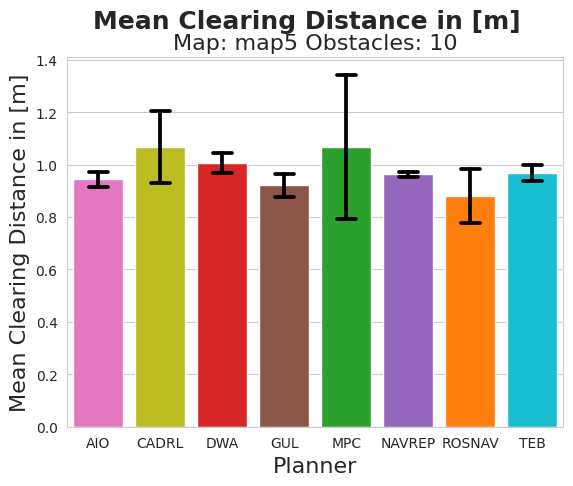 Mean Clearing Distance in [m]
Map: map5 Obstacles: 10
Mean Clearing Distance in [m]
1.4
1.2
1.0
0.8
0.6
0.4
0.2
0.0
AIO CADRL DWA GUL MPC NAVREP ROSNAV TEB
Planner